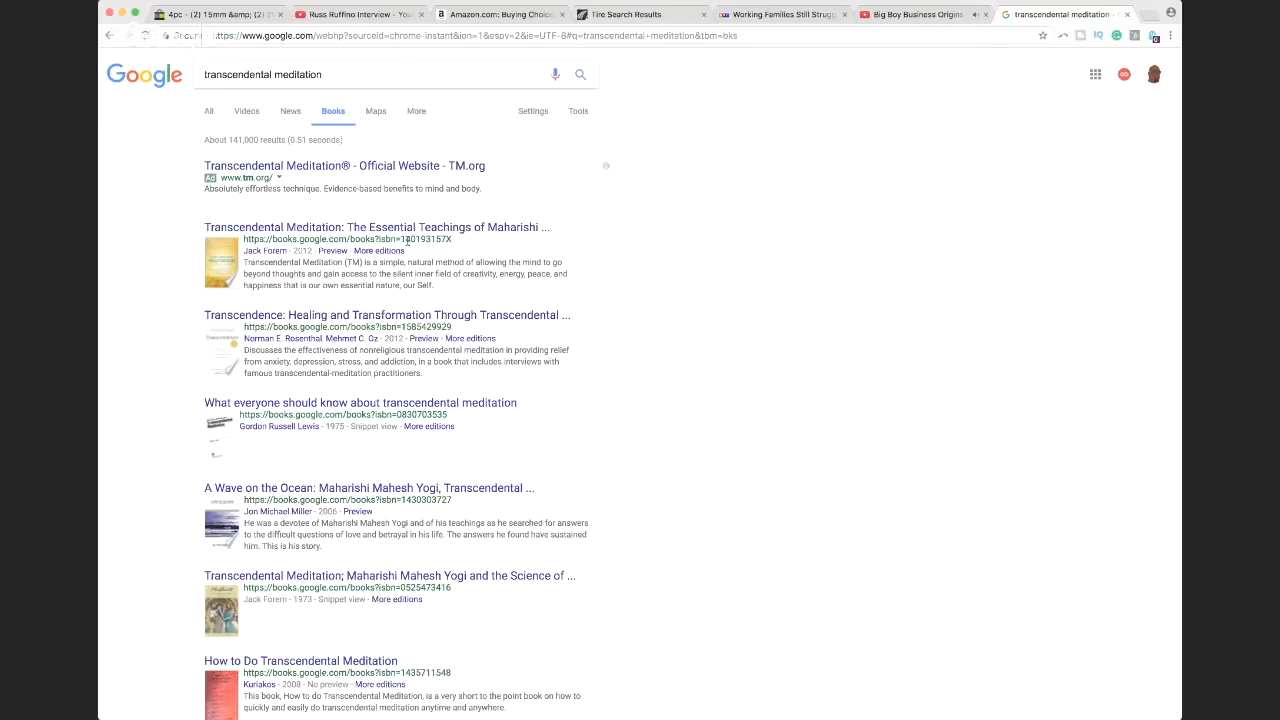 4pc - (2) 15mm & (2)
Russ Ruffino Interview - You
Amazon.com: Buying Choice
Tire Search Results
Working Families Still Strugg
Big Boy Business Origins
transcendental meditation -
https://www.google.com/webhp?sourceid=chrome-instant&ion=1&espv=2&ie=UTF-8#q=transcendental+meditation&tbm=bks
Google
transcendental meditation
All Videos News Books Maps More Settings Tools
About 141,000 results (0.51 seconds)
Transcendental Meditation® - Official Website - TM.org
Ad www.tm.org/
Absolutely effortless technique. Evidence-based benefits to mind and body.
Transcendental Meditation: The Essential Teachings of Maharishi ...
https://books.google.com/books?isbn=140193157X
Jack Forem - 2012 Preview - More editions
Transcendental Meditation (TM) is a simple, natural method of allowing the mind to go
beyond thoughts and gain access to the silent inner field of creativity, energy, peace, and
happiness that is our own essential nature, our Self.
Transcendence: Healing and Transformation Through Transcendental ...
https://books.google.com/books?isbn=1585429929
Norman E. Rosenthal, Mehmet C. Oz - 2012 - Preview - More editions
Discusses the effectiveness of nonreligious transcendental meditation in providing relief
from anxiety, depression, stress, and addiction, in a book that includes interviews with
famous transcendental-meditation practitioners.
What everyone should know about transcendental meditation
https://books.google.com/books?isbn=0830703535
Gordon Russell Lewis - 1975 - Snippet view - More editions
A Wave on the Ocean: Maharishi Mahesh Yogi, Transcendental ...
https://books.google.com/books?isbn=1430303727
Jon Michael Miller - 2006 - Preview
He was a devotee of Maharishi Mahesh Yogi and of his teachings as he searched for answers
to the difficult questions of love and betrayal in his life. The answers he found have sustained
him. This is his story.
Transcendental Meditation; Maharishi Mahesh Yogi and the Science of ...
https://books.google.com/books?isbn=0525473416
Jack Forem - 1973 - Snippet view - More editions
How to Do Transcendental Meditation
https://books.google.com/books?isbn=1435711548
Kuriakos - 2008 - No preview - More editions
This book, How to do Transcendental Meditation, is a very short to the point book on how to
quickly and easily do transcendental meditation anytime and anywhere.